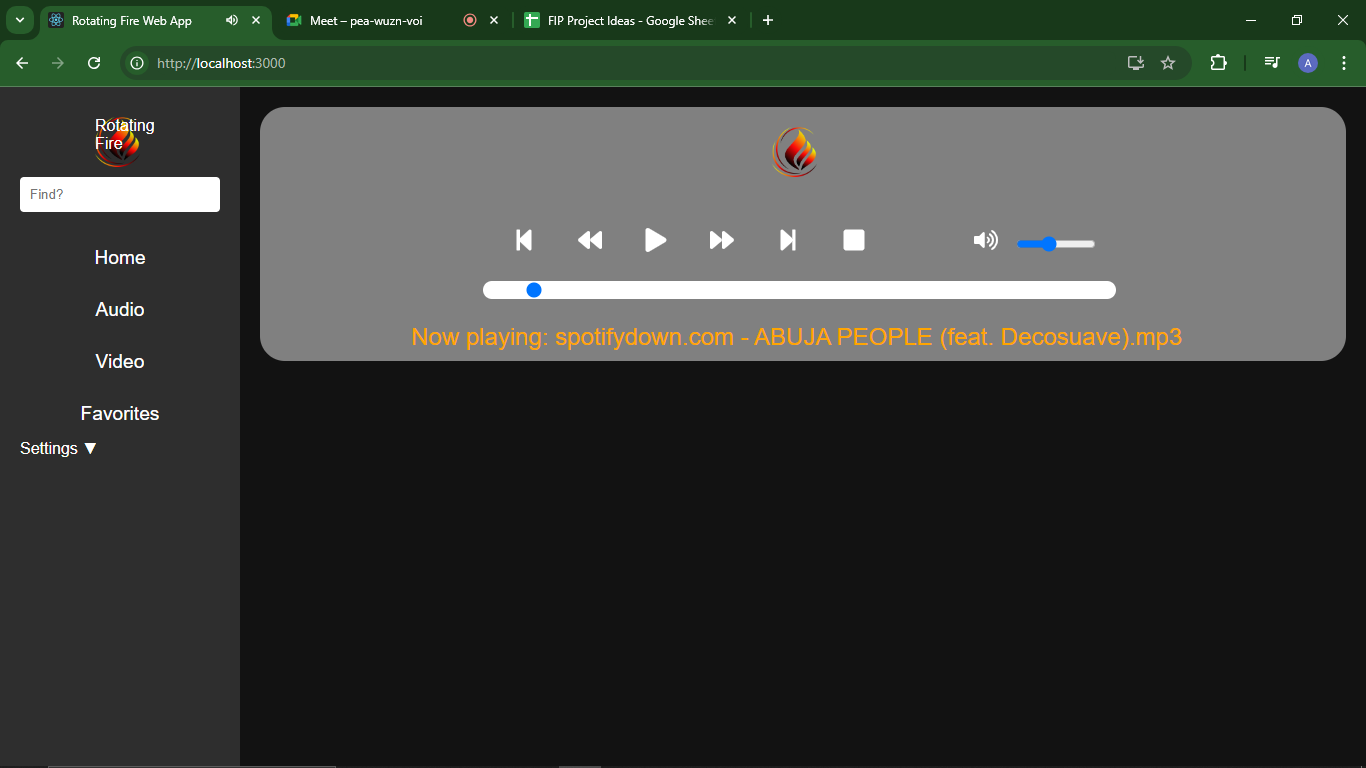 Rotating Fire Web App
Meet – pea-wuzn-voi
FIP Project Ideas - Google Shee
http://localhost:3000
A
Rotating
Fire
Find?
Home
Audio
Video
Favorites
Settings ▼
Now playing: spotifydown.com - ABUJA PEOPLE (feat. Decosuave).mp3